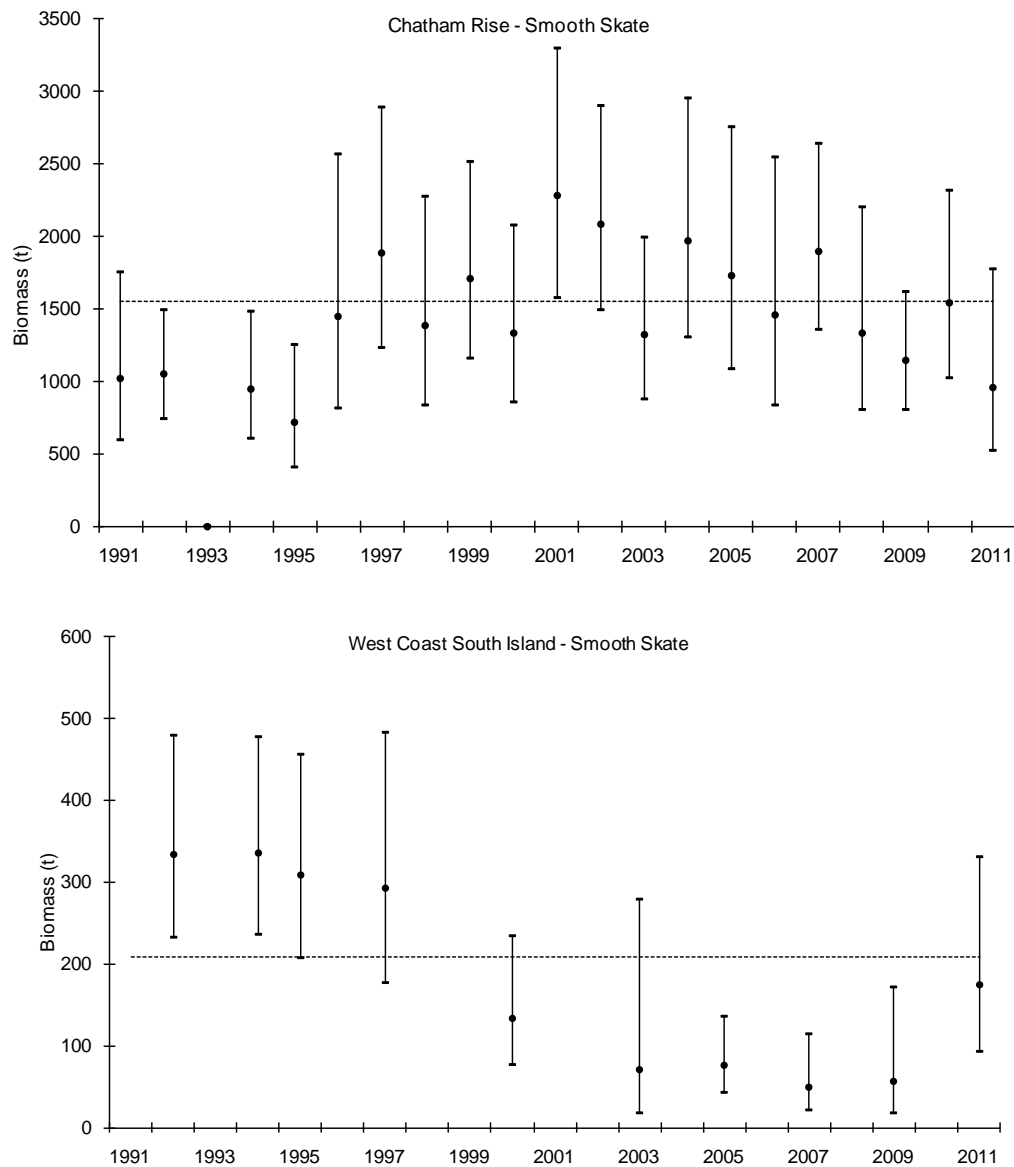 Chatham Rise - Smooth Skate
Biomass (t)
3500
3000
2500
2000
1500
1000
500
0
1991 1993 1995 1997 1999 2001 2003 2005 2007 2009 2011
West Coast South Island - Smooth Skate
Biomass (t)
600
500
400
300
200
100
0
1991 1993 1995 1997 1999 2001 2003 2005 2007 2009 2011